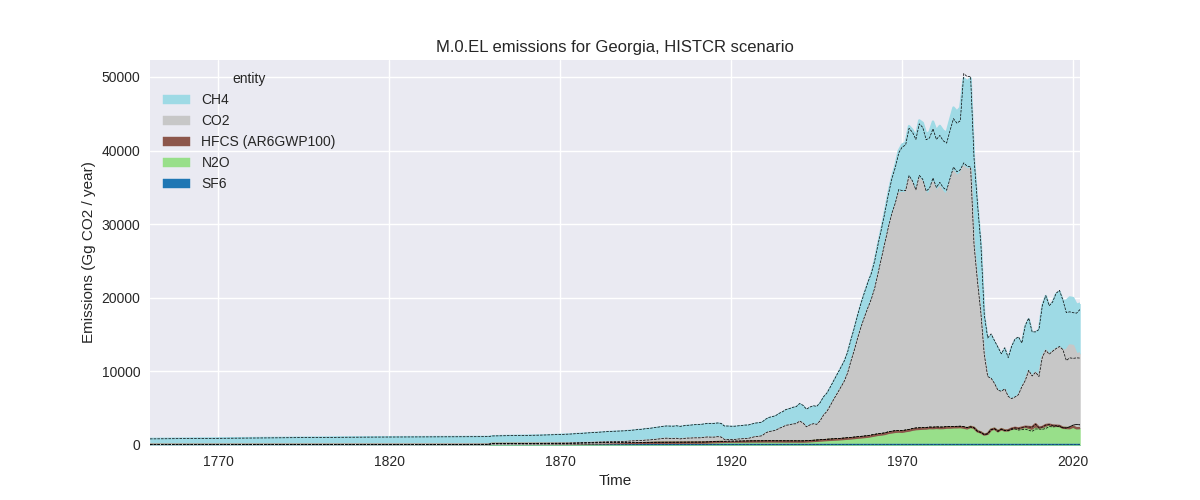 M.0.EL emissions for Georgia, HISTCR scenario
entity
CH4
CO2
HFCS (AR6GWP100)
N2O
SF6
Emissions (Gg CO2 / year)
50000
40000
30000
20000
10000
0
1770 1820 1870 1920 1970 2020
Time